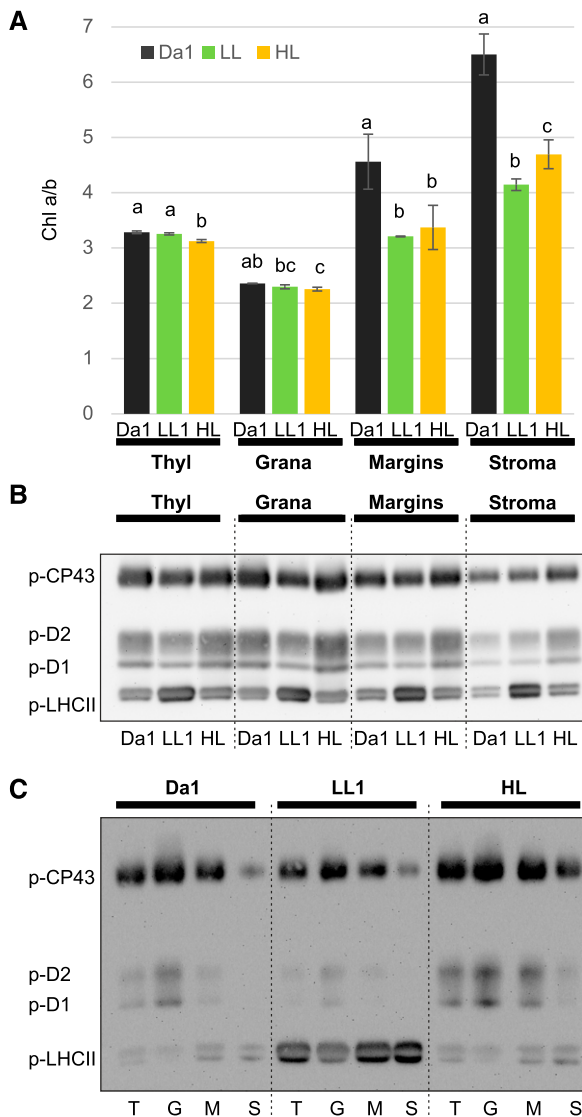 A
7
6
5
4
3
2
1
0
Chl a/b
Da1 LL HL
a a b
ab bc c
a b b
a b c
Da1 LL1 HL Da1 LL1 HL Da1 LL1 HL Da1 LL1 HL
Thyl Grana Margins Stroma
B
Thyl Grana Margins Stroma
p-CP43
p-D2
p-D1
p-LHCII
Da1 LL1 HL Da1 LL1 HL Da1 LL1 HL Da1 LL1 HL
C
Da1 LL1 HL
p-CP43
p-D2
p-D1
p-LHCII
T G M S T G M S T G M S